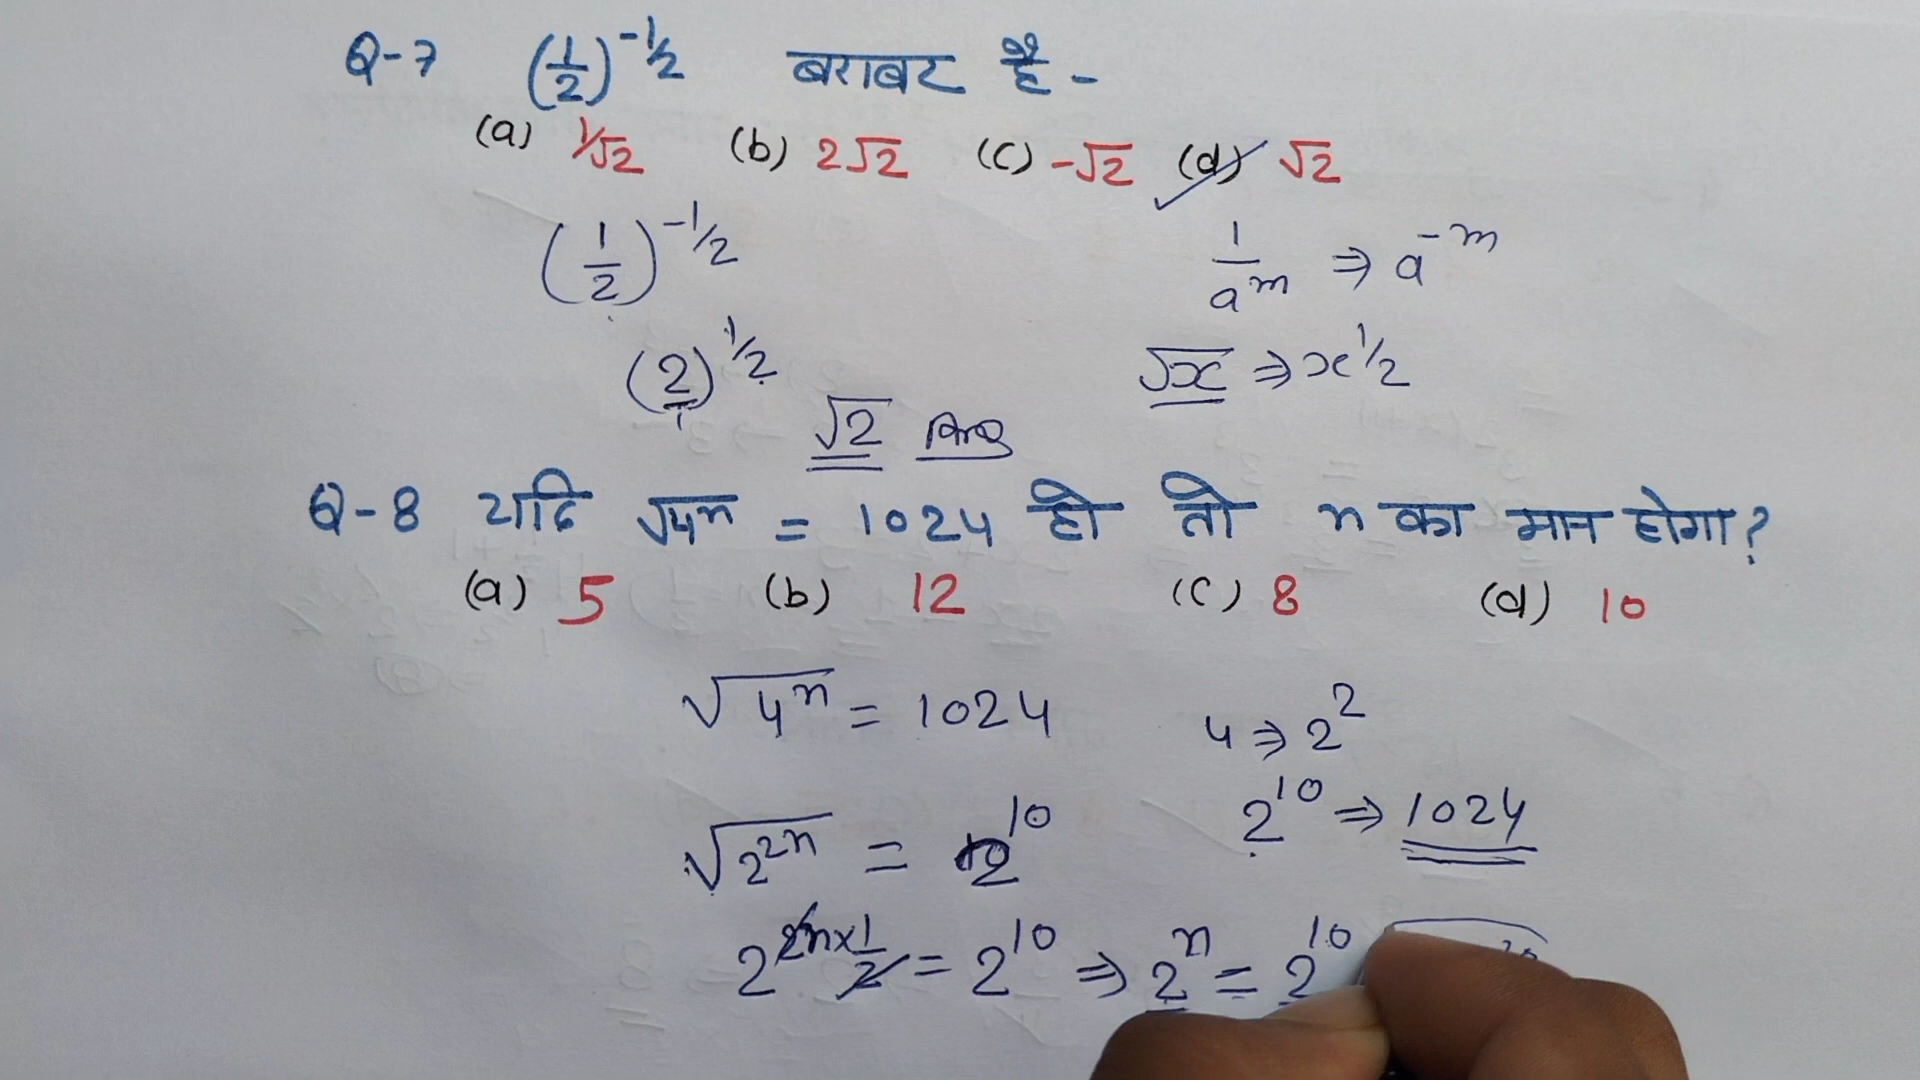 Q-7 (1/2)^-1/2 बराबर है -
(a) 1/√2 (b) 2√2 (c) -√2 (d) √2
(1/2)^-1/2 1/a^m ⇒ a^-m
(2/1)^1/2 √x ⇒ x^1/2
√2 Ans
Q-8 यदि √4^n = 1024 हो तो n का मान होगा?
(a) 5 (b) 12 (c) 8 (d) 10
√4^n = 1024 4 ⇒ 2^2
√2^2n = 2^10 2^10 ⇒ 1024
2^2n×1/2 = 2^10 ⇒ 2^n = 2^10